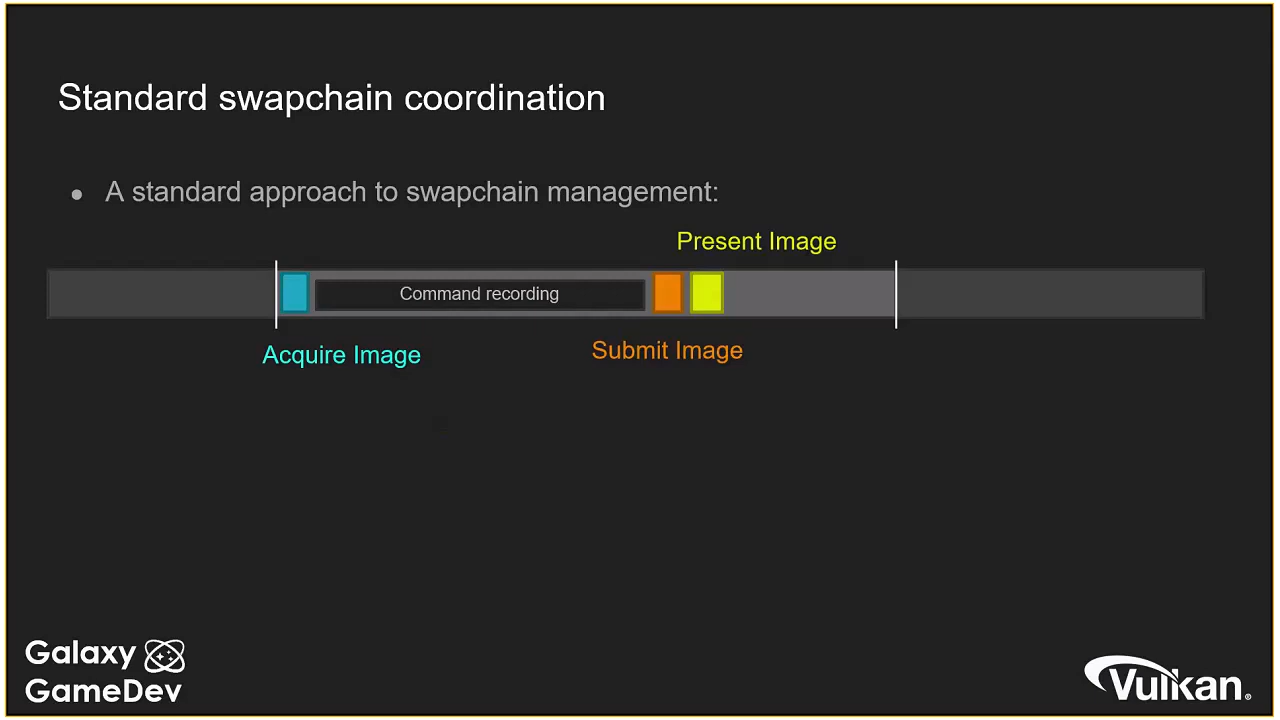 Standard swapchain coordination
● A standard approach to swapchain management:
Present Image
Command recording
Acquire Image
Submit Image
Galaxy
GameDev
Vulkan®